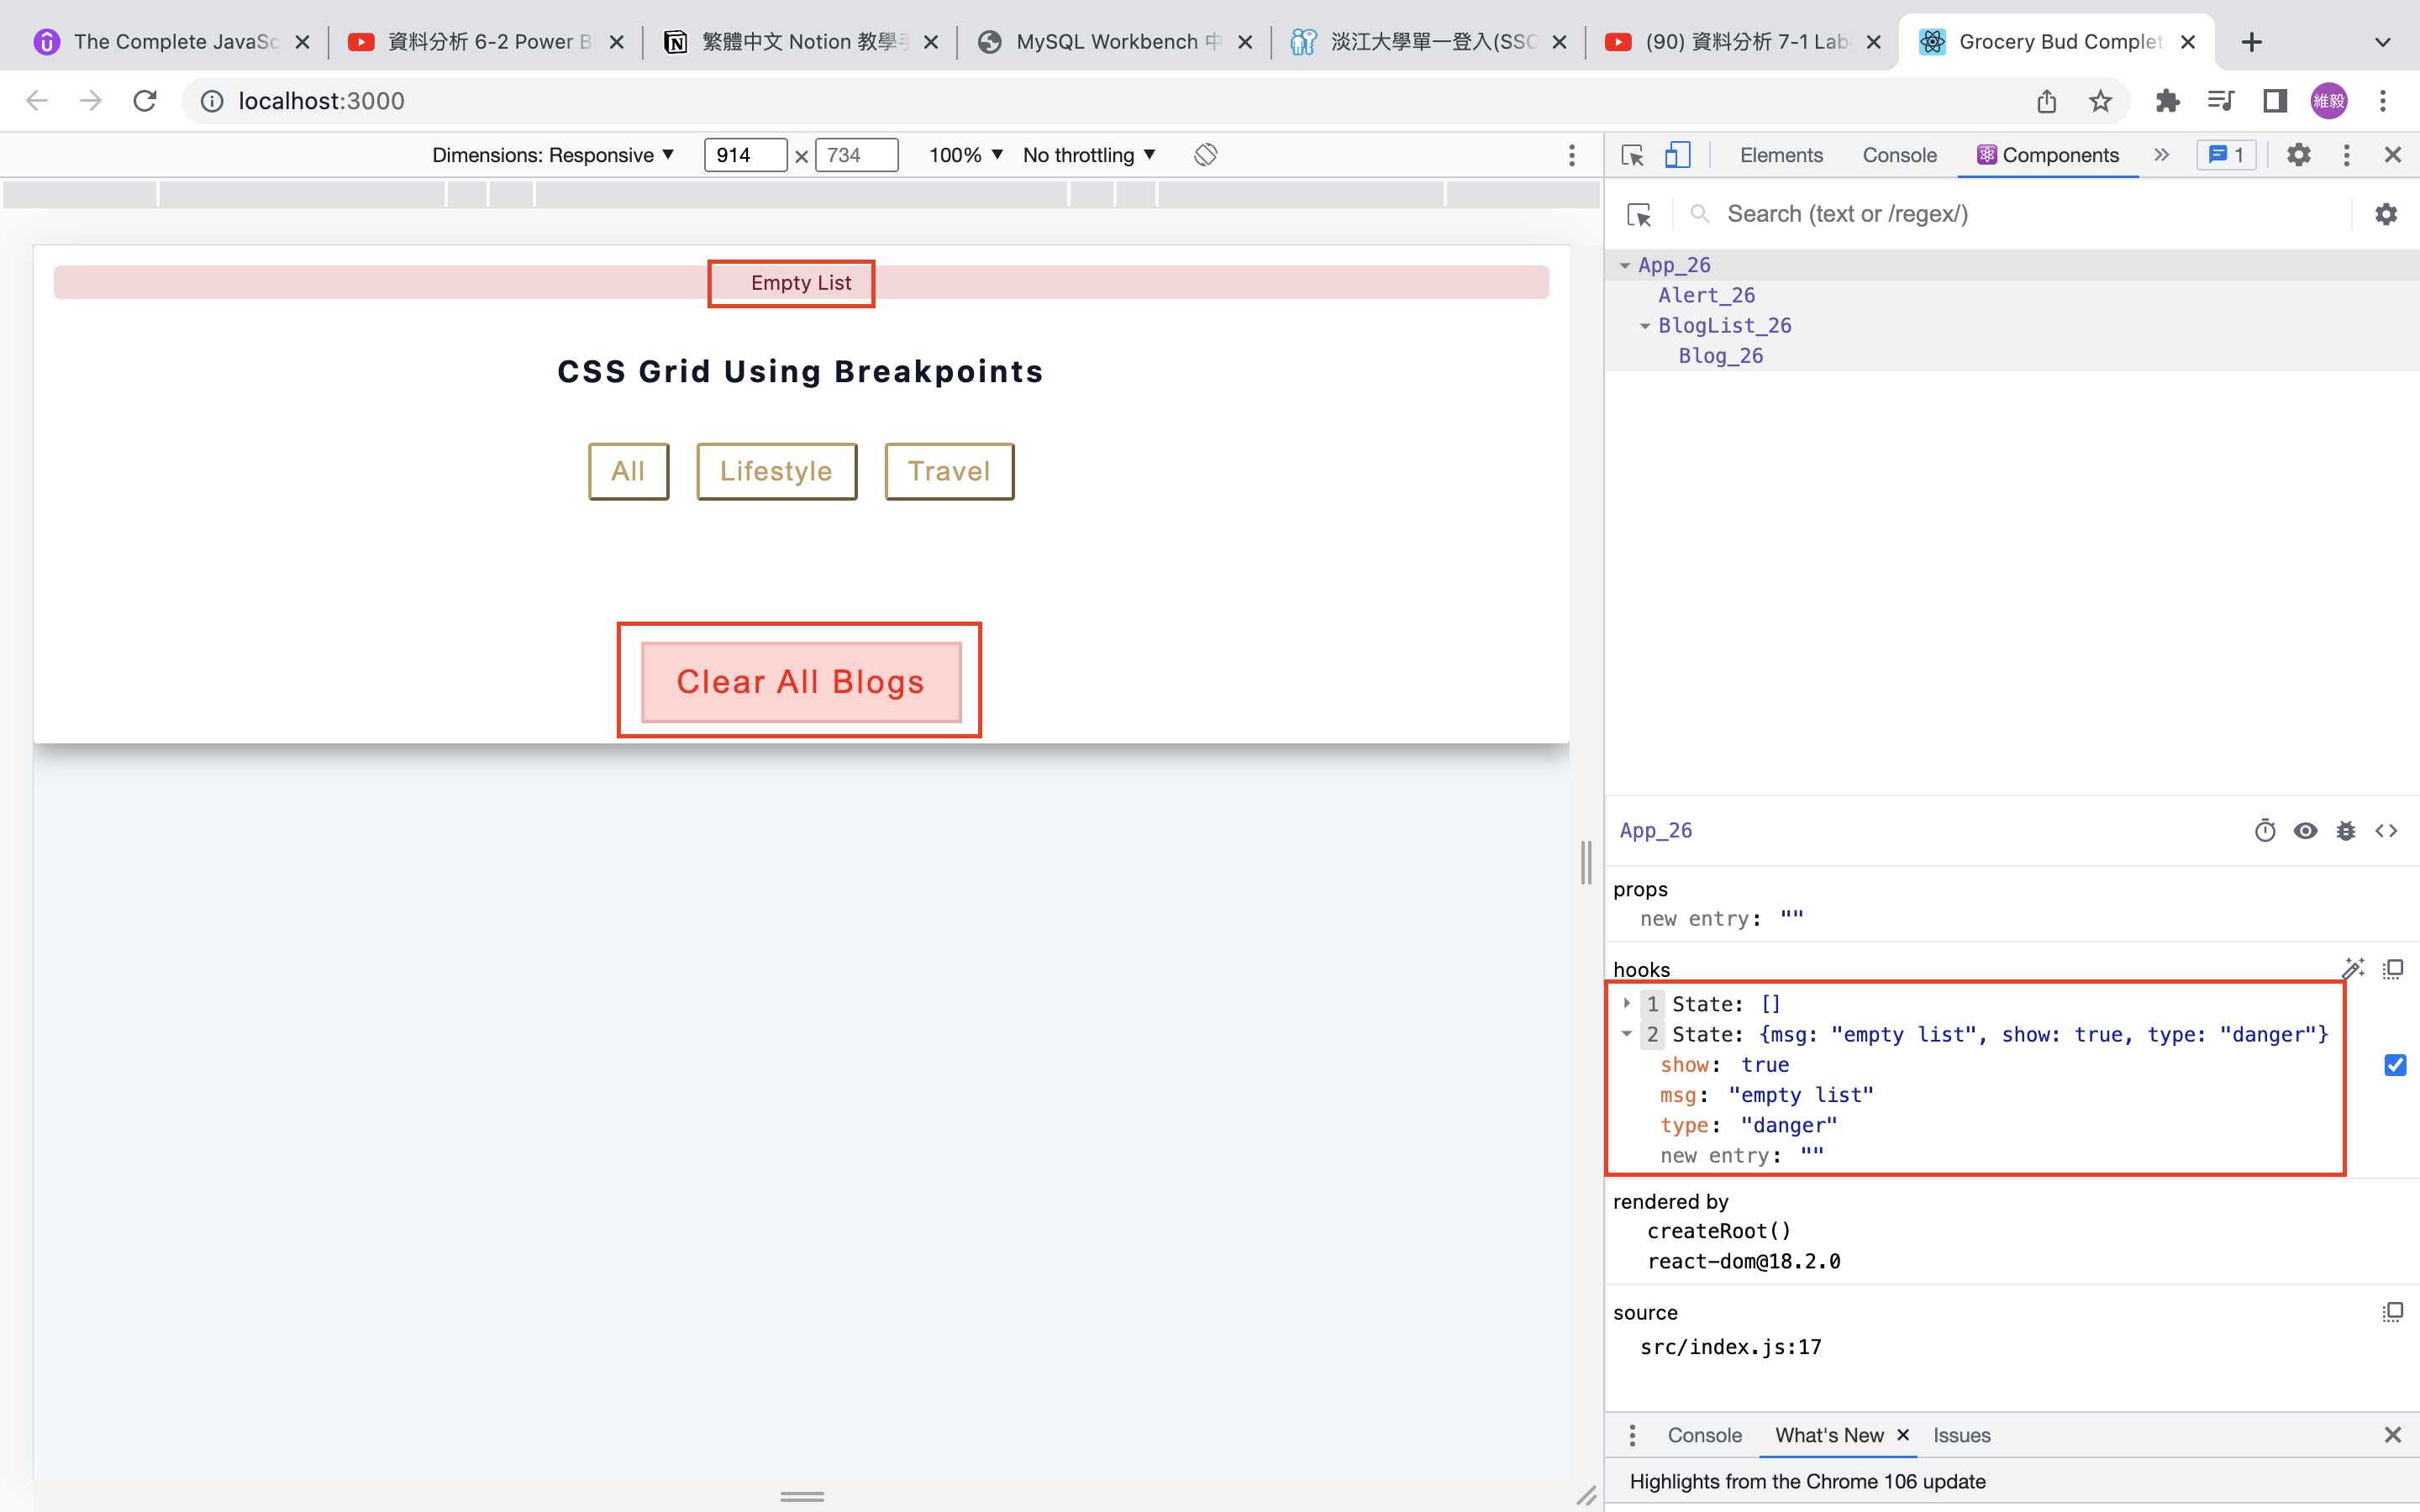 The Complete JavaSc
資料分析 6-2 Power B
繁體中文 Notion 教學手
MySQL Workbench 中
淡江大學單一登入(SSO
(90) 資料分析 7-1 Lab
Grocery Bud Complet
localhost:3000
維毅
Dimensions: Responsive ▼ 914 × 734 100% ▼ No throttling ▼
Elements Console Components » 1
Search (text or /regex/)
App_26
Alert_26
BlogList_26
Blog_26
Empty List
CSS Grid Using Breakpoints
All Lifestyle Travel
Clear All Blogs
App_26
props
new entry: ""
hooks
1 State: []
2 State: {msg: "empty list", show: true, type: "danger"}
show: true
msg: "empty list"
type: "danger"
new entry: ""
rendered by
createRoot()
react-dom@18.2.0
source
src/index.js:17
Console What's New × Issues
Highlights from the Chrome 106 update